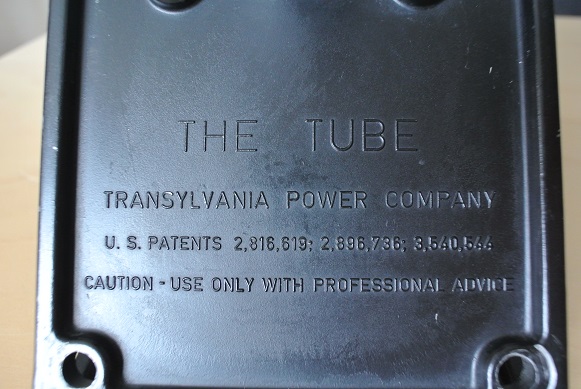 THE TUBE
TRANSYLVANIA POWER COMPANY
U. S. PATENTS 2,816,619; 2,896,736; 3,540,544
CAUTION - USE ONLY WITH PROFESSIONAL ADVICE